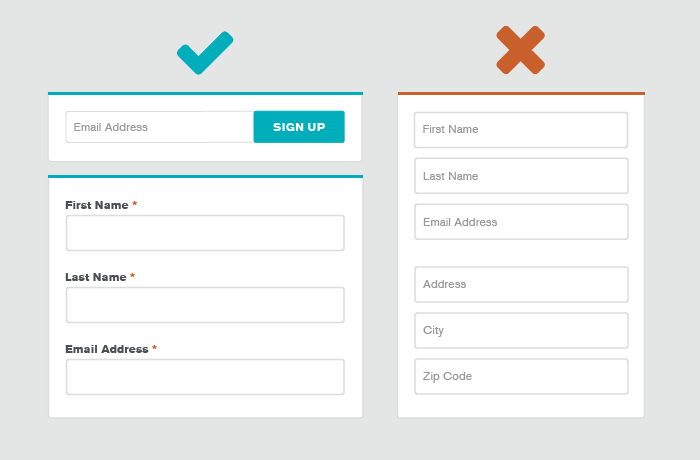 Email Address
SIGN UP
First Name *
Last Name *
Email Address *
First Name
Last Name
Email Address
Address
City
Zip Code